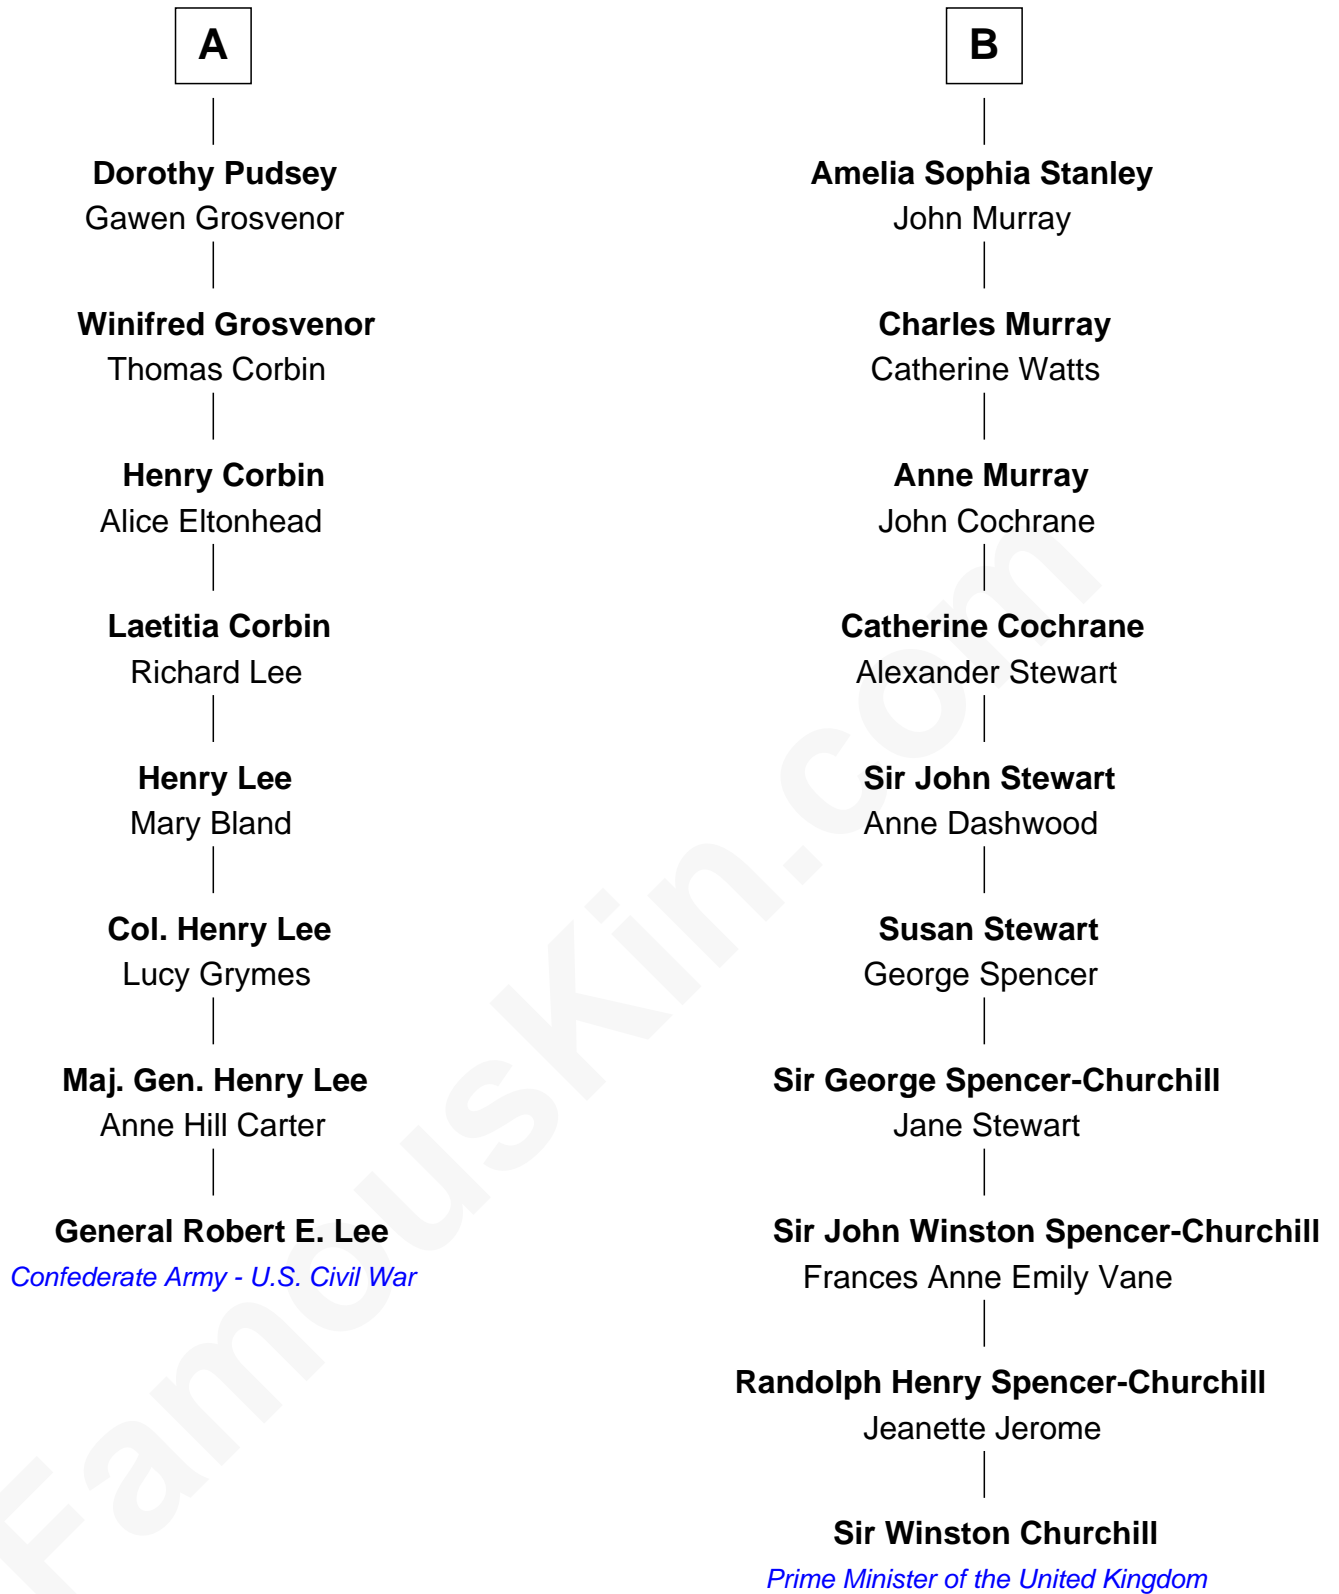 A
Dorothy Pudsey
Gawen Grosvenor
Winifred Grosvenor
Thomas Corbin
Henry Corbin
Alice Eltonhead
Laetitia Corbin
Richard Lee
Henry Lee
Mary Bland
Col. Henry Lee
Lucy Grymes
Maj. Gen. Henry Lee
Anne Hill Carter
General Robert E. Lee
Confederate Army - U.S. Civil War
B
Amelia Sophia Stanley
John Murray
Charles Murray
Catherine Watts
Anne Murray
John Cochrane
Catherine Cochrane
Alexander Stewart
Sir John Stewart
Anne Dashwood
Susan Stewart
George Spencer
Sir George Spencer-Churchill
Jane Stewart
Sir John Winston Spencer-Churchill
Frances Anne Emily Vane
Randolph Henry Spencer-Churchill
Jeanette Jerome
Sir Winston Churchill
Prime Minister of the United Kingdom
FamousKin.com